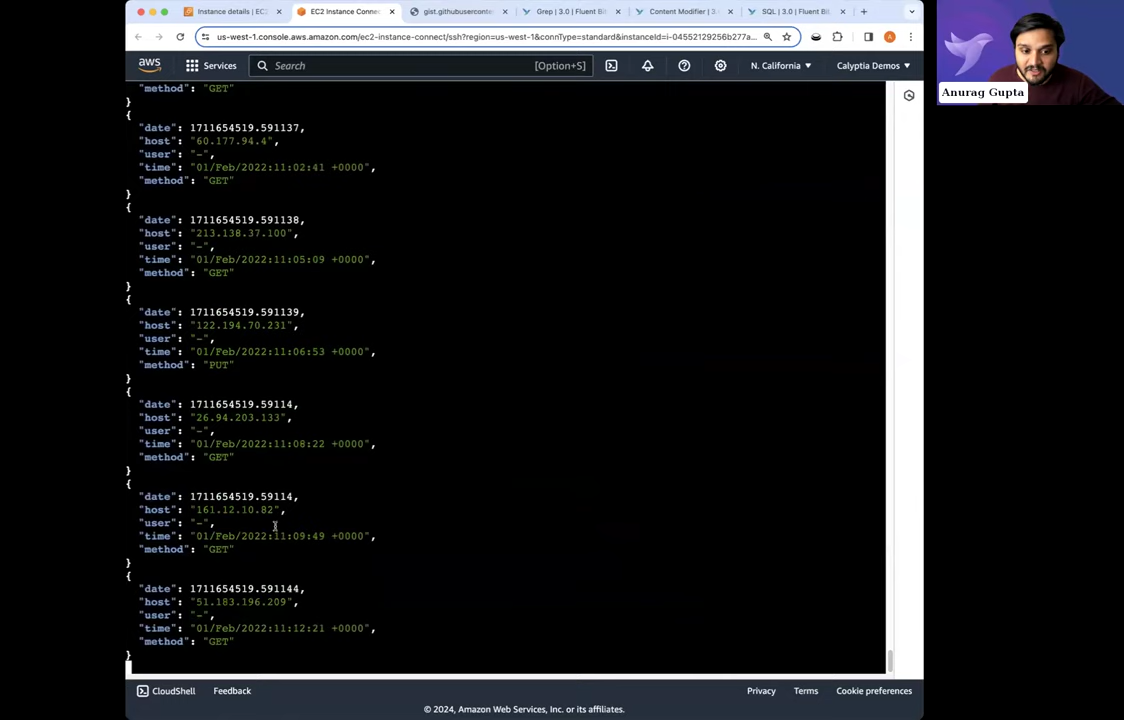 Instance details | EC2
EC2 Instance Connec
gist.githubuserconten
Grep | 3.0 | Fluent Bit
Content Modifier | 3.0
SQL | 3.0 | Fluent Bit
us-west-1.console.aws.amazon.com/ec2-instance-connect/ssh?region=us-west-1&connType=standard&instanceId=i-04552129256b277a...
A
aws
Services
Search
[Option+S]
N. California
Calyptia Demos
Anurag Gupta
"method": "GET"
}
{
"date": 1711654519.591137,
"host": "60.177.94.4",
"user": "-",
"time": "01/Feb/2022:11:02:41 +0000",
"method": "GET"
}
{
"date": 1711654519.591138,
"host": "213.138.37.100",
"user": "-",
"time": "01/Feb/2022:11:05:09 +0000",
"method": "GET"
}
{
"date": 1711654519.591139,
"host": "122.194.70.231",
"user": "-",
"time": "01/Feb/2022:11:06:53 +0000",
"method": "PUT"
}
{
"date": 1711654519.59114,
"host": "26.94.203.133",
"user": "-",
"time": "01/Feb/2022:11:08:22 +0000",
"method": "GET"
}
{
"date": 1711654519.59114,
"host": "161.12.10.82",
"user": "-",
"time": "01/Feb/2022:11:09:49 +0000",
"method": "GET"
}
{
"date": 1711654519.591144,
"host": "51.183.196.209",
"user": "-",
"time": "01/Feb/2022:11:12:21 +0000",
"method": "GET"
}
CloudShell
Feedback
Privacy
Terms
Cookie preferences
© 2024, Amazon Web Services, Inc. or its affiliates.